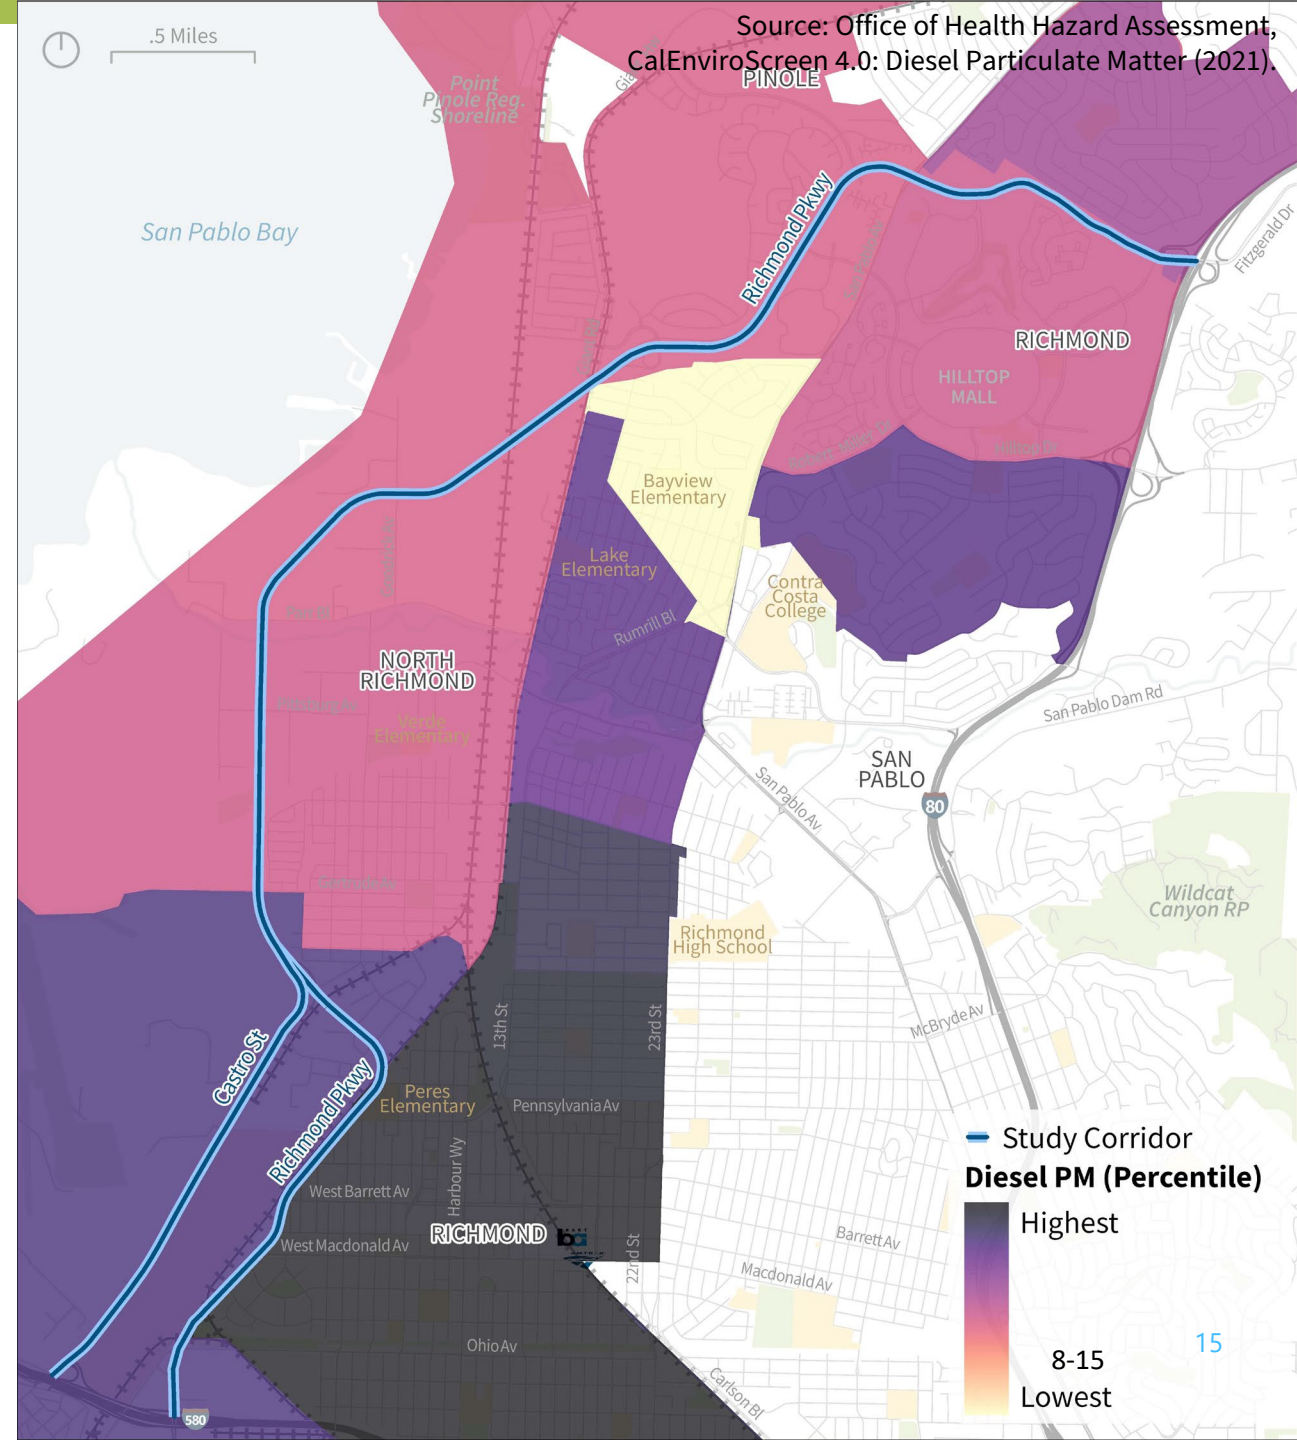 Source: Office of Health Hazard Assessment,
CalEnviroScreen 4.0: Diesel Particulate Matter (2021).
.5 Miles
PINOLE
Point
Pinole Reg.
Shoreline
San Pablo Bay
Richmond Pkwy
Fitzgerald Dr
RICHMOND
HILLTOP
MALL
Robert Miller Dr
Hilltop Dr
Bayview
Elementary
Lake
Elementary
Contra
Costa
College
Rumrill Bl
NORTH
RICHMOND
Verde
Elementary
San Pablo Dam Rd
SAN
PABLO
San Pablo Av
80
Wildcat
Canyon RP
Richmond
High School
13th St
23rd St
McBryde Av
Castro St
Richmond Pkwy
Peres
Elementary
Pennsylvania Av
Harbour Wy
West Barrett Av
RICHMOND
West Macdonald Av
22nd St
Barrett Av
Macdonald Av
Ohio Av
Carlson Bl
580
Study Corridor
Diesel PM (Percentile)
Highest
8-15
Lowest
15